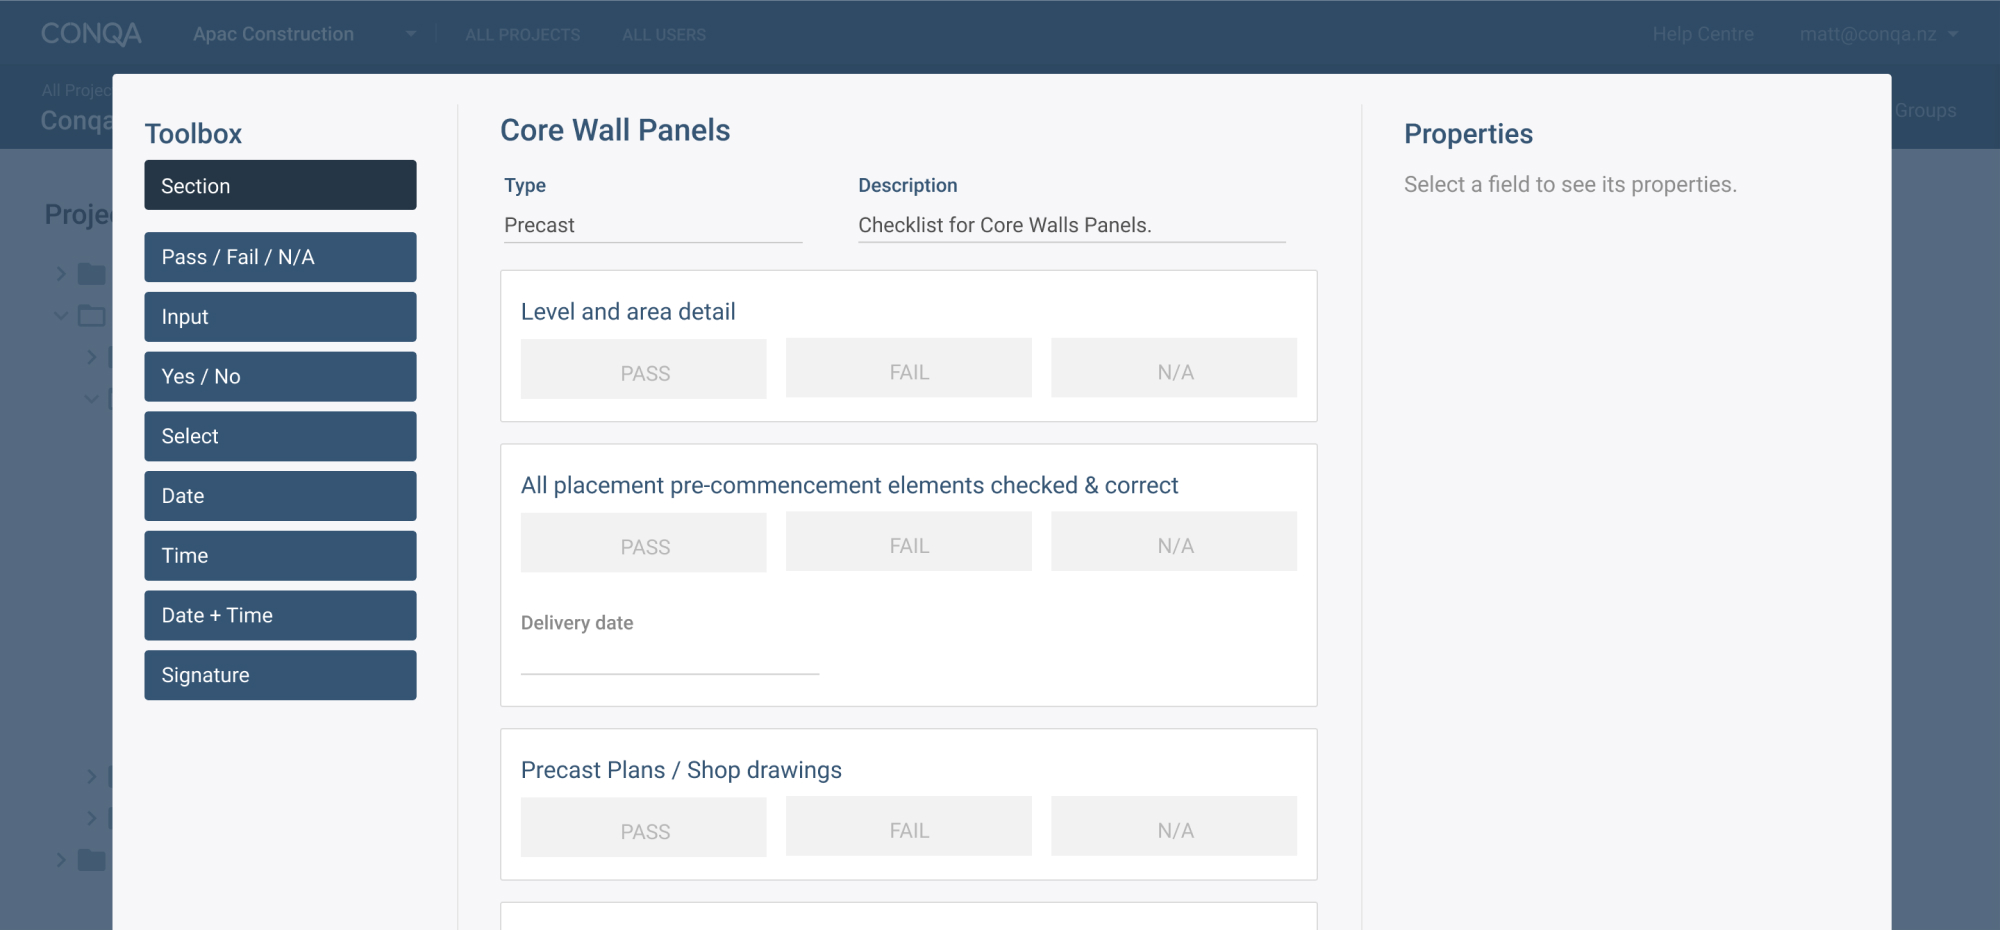 CONQA
Apac Construction
ALL PROJECTS
ALL USERS
Help Centre
matt@conqa.nz
All Projec
Conqa
Groups
Proje
Toolbox
Section
Pass / Fail / N/A
Input
Yes / No
Select
Date
Time
Date + Time
Signature
Core Wall Panels
Type
Description
Precast
Checklist for Core Walls Panels.
Level and area detail
PASS
FAIL
N/A
All placement pre-commencement elements checked & correct
PASS
FAIL
N/A
Delivery date
Precast Plans / Shop drawings
PASS
FAIL
N/A
Properties
Select a field to see its properties.